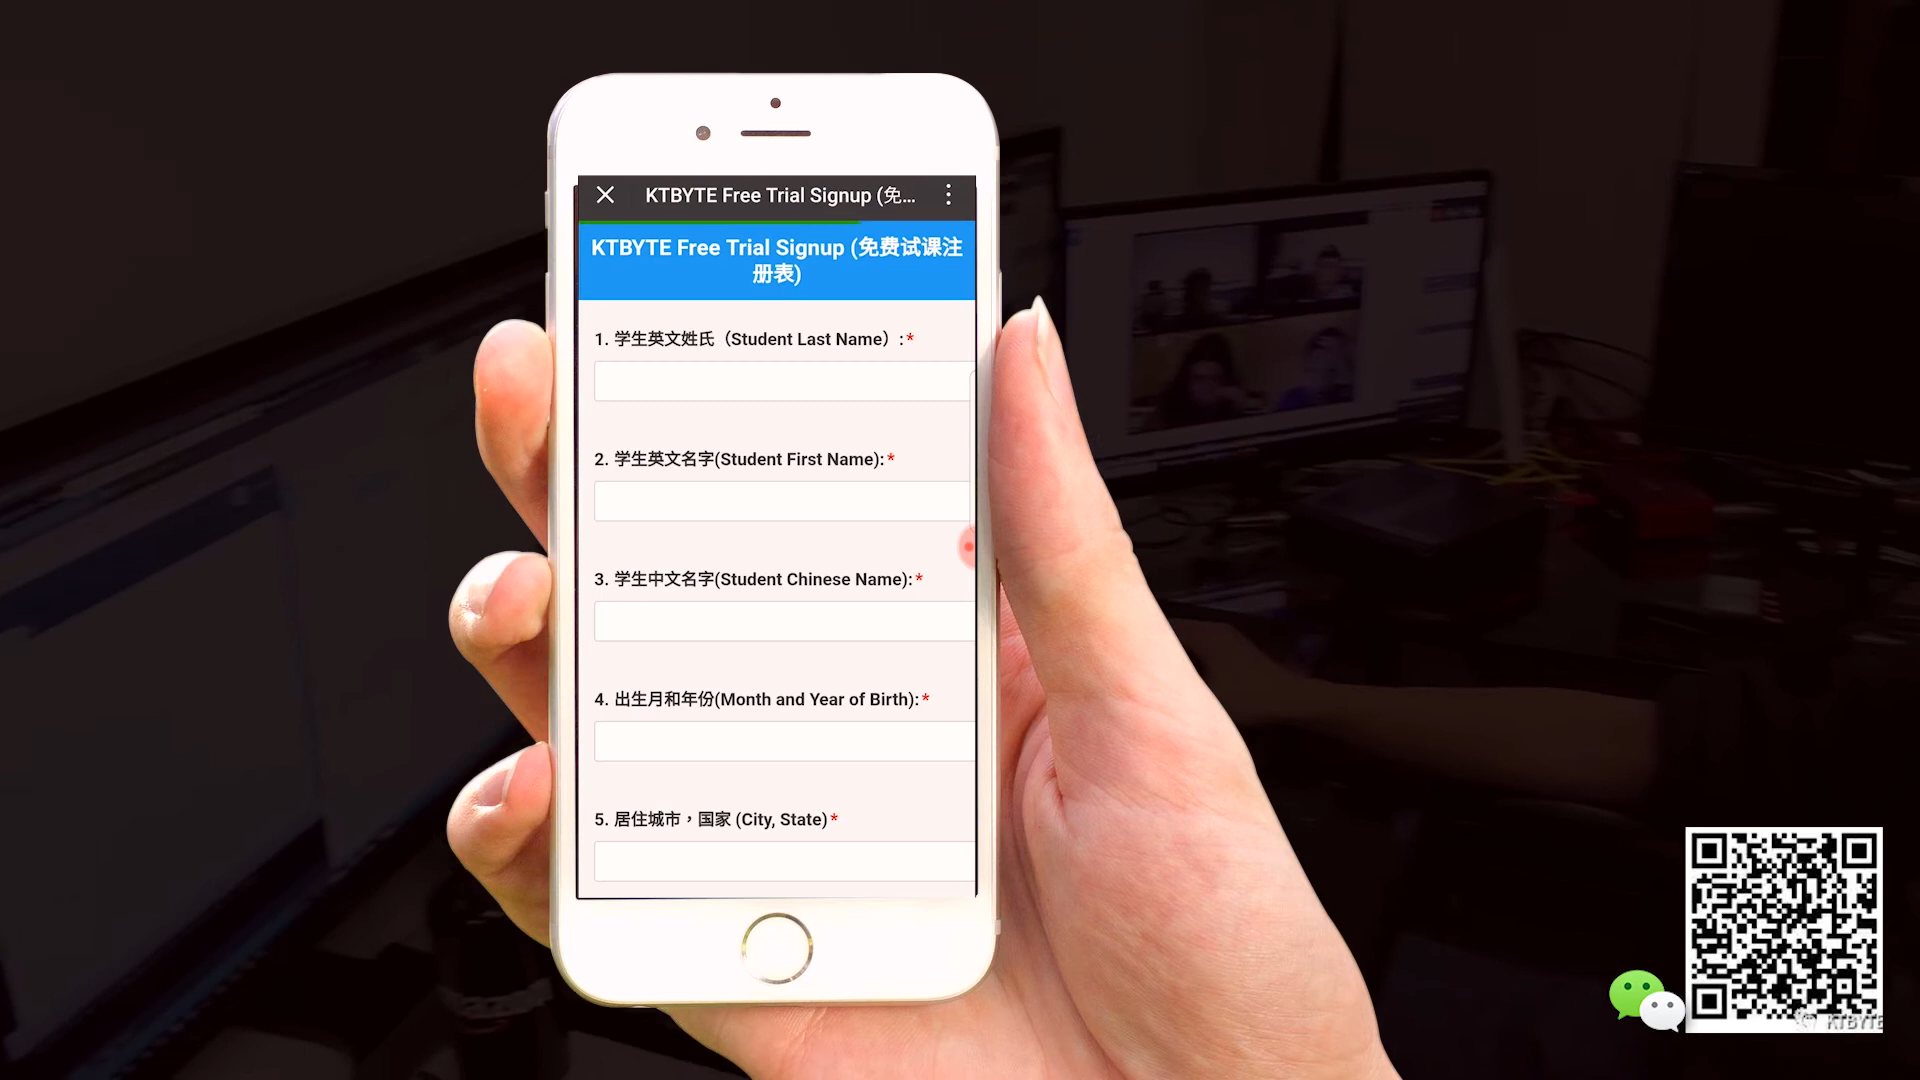 KTBYTE Free Trial Signup (免...
KTBYTE Free Trial Signup (免费试课注
册表)
1. 学生英文姓氏（Student Last Name）:*
2. 学生英文名字(Student First Name):*
3. 学生中文名字(Student Chinese Name):*
4. 出生月和年份(Month and Year of Birth):*
5. 居住城市，国家 (City, State)*
KTBYTE